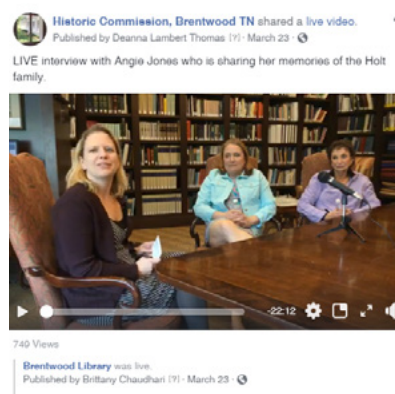 Historic Commission, Brentwood TN shared a live video.
Published by Deanna Lambert Thomas [?] · March 23 ·
LIVE interview with Angie Jones who is sharing her memories of the Holt
family.
-22:12
749 Views
Brentwood Library was live.
Published by Brittany Chaudhari [?] · March 23 ·